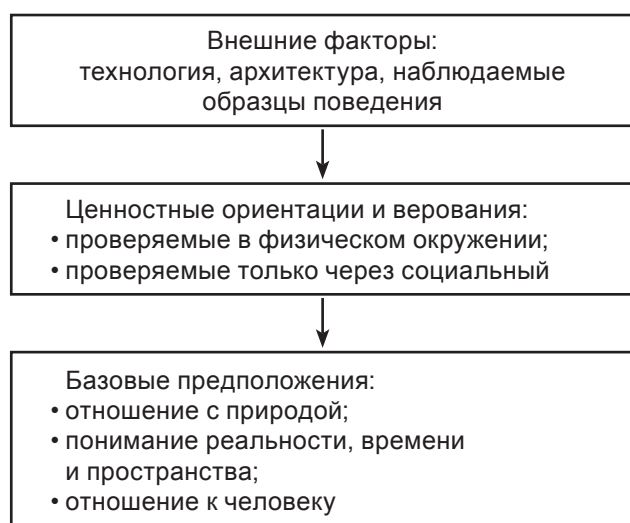 Внешние факторы:
технология, архитектура, наблюдаемые
образцы поведения
Ценностные ориентации и верования:
• проверяемые в физическом окружении;
• проверяемые только через социальный
Базовые предположения:
• отношение с природой;
• понимание реальности, времени
и пространства;
• отношение к человеку